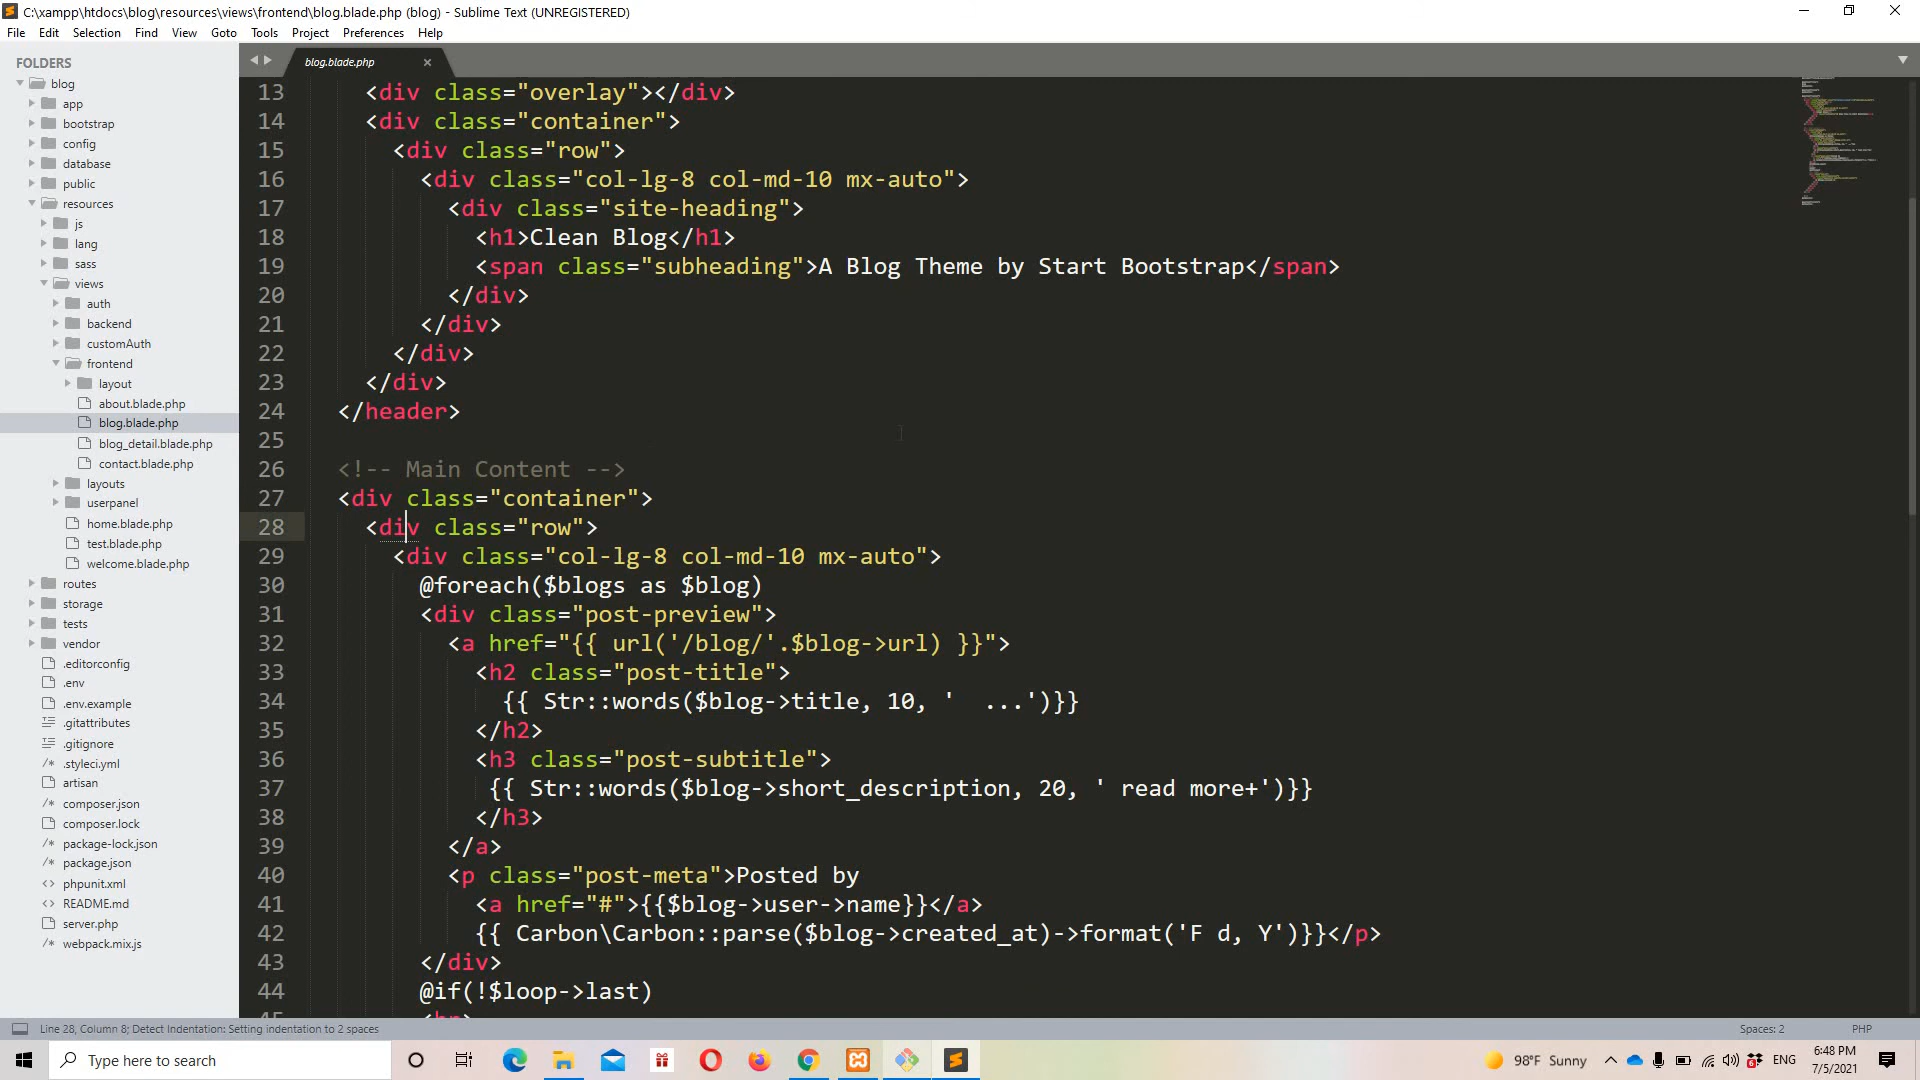 C:\xampp\htdocs\blog\resources\views\frontend\blog.blade.php (blog) - Sublime Text (UNREGISTERED)
File Edit Selection Find View Goto Tools Project Preferences Help
FOLDERS
blog
app
bootstrap
config
database
public
resources
js
lang
sass
views
auth
backend
customAuth
frontend
layout
about.blade.php
blog.blade.php
blog_detail.blade.php
contact.blade.php
layouts
userpanel
home.blade.php
test.blade.php
welcome.blade.php
routes
storage
tests
vendor
.editorconfig
.env
.env.example
.gitattributes
.gitignore
/* .styleci.yml
artisan
/* composer.json
/* composer.lock
/* package-lock.json
/* package.json
<> phpunit.xml
<> README.md
server.php
/* webpack.mix.js
blog.blade.php ×
13 <div class="overlay"></div>
14 <div class="container">
15 <div class="row">
16 <div class="col-lg-8 col-md-10 mx-auto">
17 <div class="site-heading">
18 <h1>Clean Blog</h1>
19 <span class="subheading">A Blog Theme by Start Bootstrap</span>
20 </div>
21 </div>
22 </div>
23 </div>
24 </header>
25
26 <!-- Main Content -->
27 <div class="container">
28 <div class="row">
29 <div class="col-lg-8 col-md-10 mx-auto">
30 @foreach($blogs as $blog)
31 <div class="post-preview">
32 <a href="{{ url('/blog/'.$blog->url) }}">
33 <h2 class="post-title">
34 {{ Str::words($blog->title, 10, '  ...')}}
35 </h2>
36 <h3 class="post-subtitle">
37 {{ Str::words($blog->short_description, 20, ' read more+')}}
38 </h3>
39 </a>
40 <p class="post-meta">Posted by
41 <a href="#">{{$blog->user->name}}</a>
42 {{ Carbon\Carbon::parse($blog->created_at)->format('F d, Y')}}</p>
43 </div>
44 @if(!$loop->last)
Line 28, Column 8; Detect Indentation: Setting indentation to 2 spaces
Spaces: 2 PHP
Type here to search
98°F Sunny
ENG
6:48 PM
7/5/2021